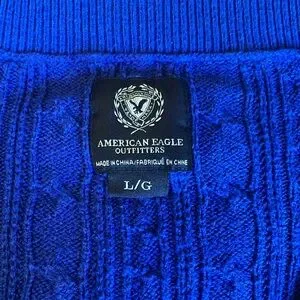 AMERICAN EAGLE
OUTFITTERS
MADE IN CHINA/FABRIQUÉ EN CHINE
L/G